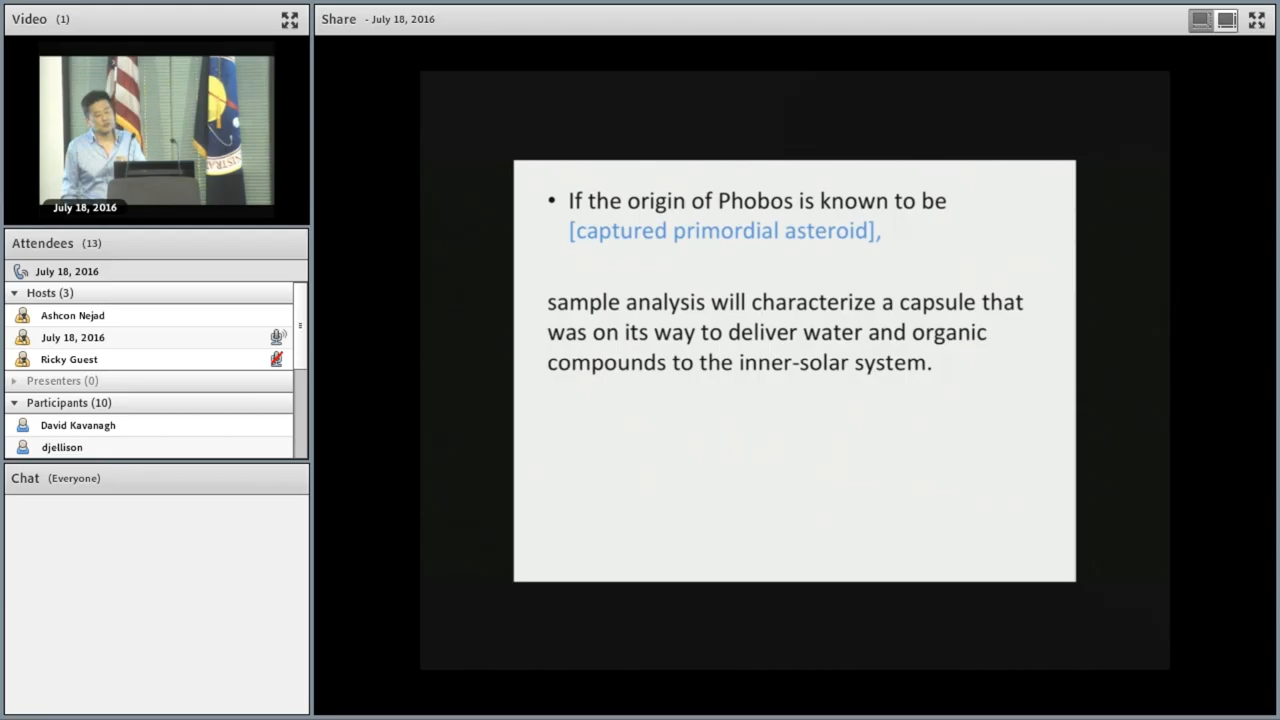 Video (1)
July 18, 2016
INISTRAT
Attendees (13)
July 18, 2016
Hosts (3)
Ashcon Nejad
July 18, 2016
Ricky Guest
Presenters (0)
Participants (10)
David Kavanagh
djellison
Chat (Everyone)
Share - July 18, 2016
• If the origin of Phobos is known to be
[captured primordial asteroid],
sample analysis will characterize a capsule that
was on its way to deliver water and organic
compounds to the inner-solar system.